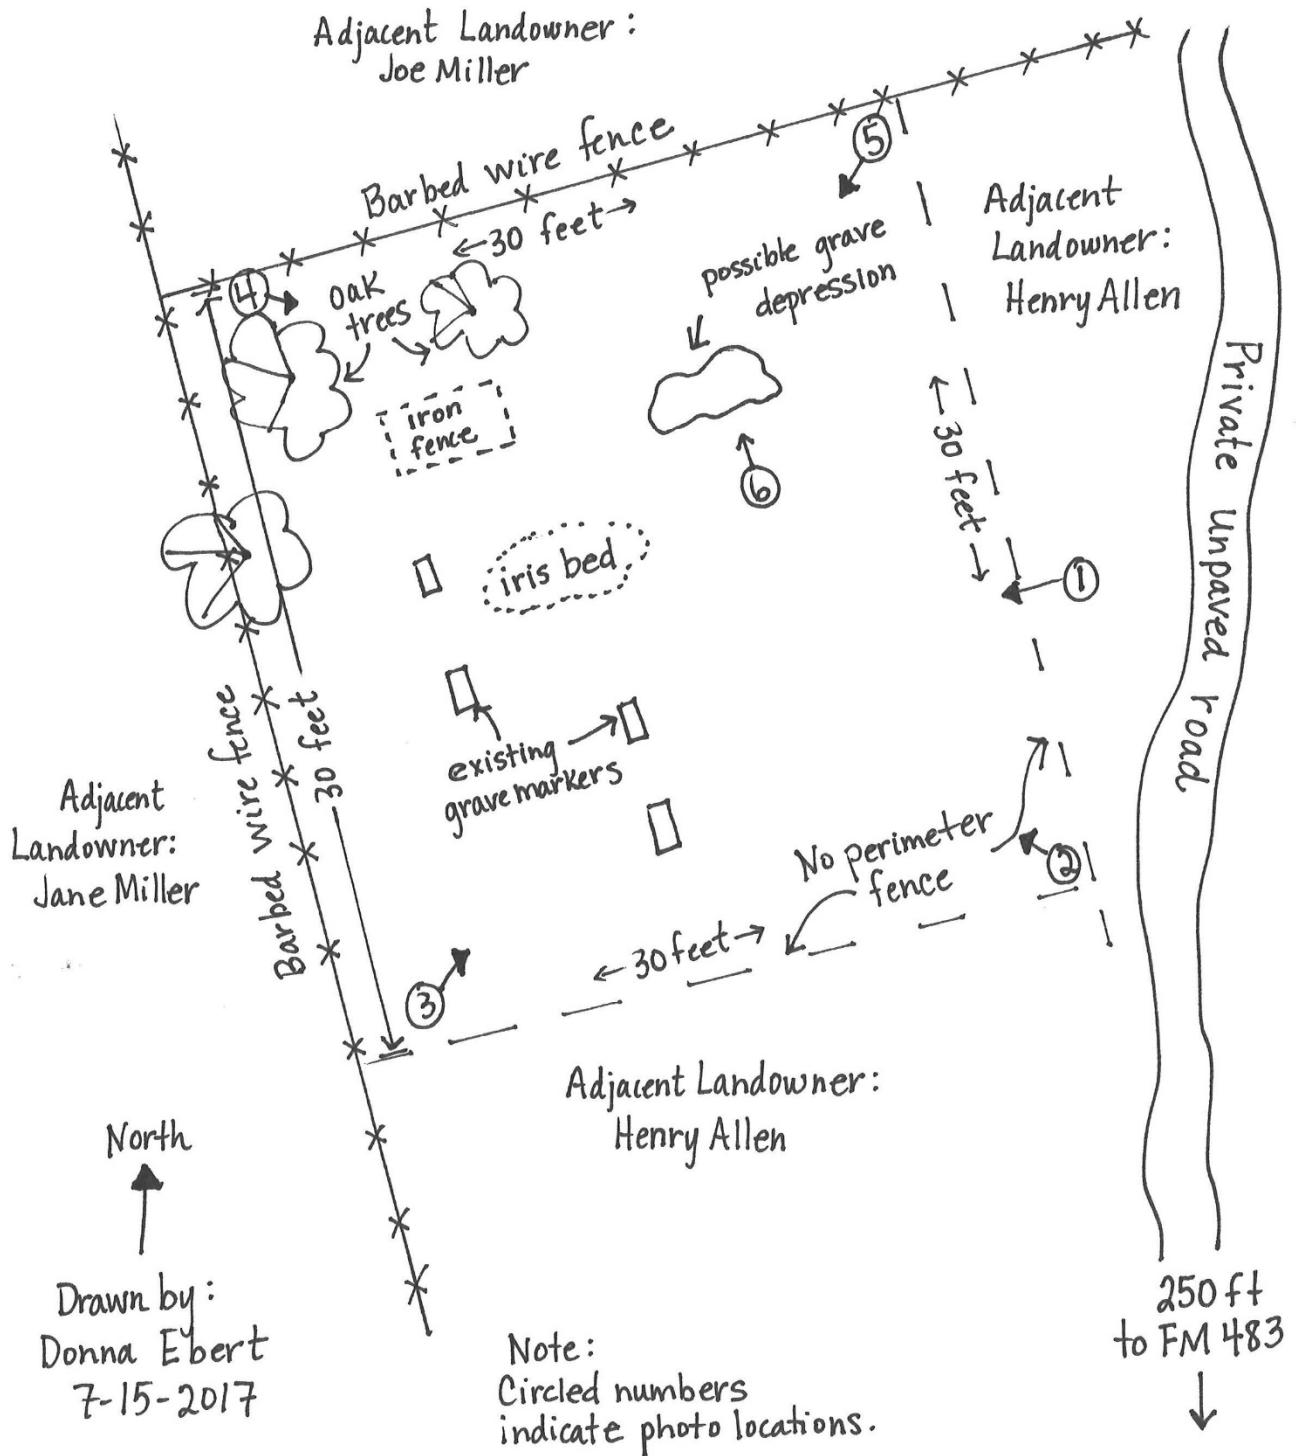 Adjacent Landowner:
Joe Miller
Barbed wire fence
←30 feet→
5
Adjacent
Landowner:
Henry Allen
possible grave
depression
4
oak
trees
iron
fence
←30 feet→
6
Private Unpaved road
iris bed
1
Barbed wire fence
30 feet
existing
grave markers
Adjacent
Landowner:
Jane Miller
No perimeter
fence
2
←30 feet→
3
Adjacent Landowner:
Henry Allen
North
Drawn by:
Donna Ebert
7-15-2017
Note:
Circled numbers
indicate photo locations.
250 ft
to FM 483